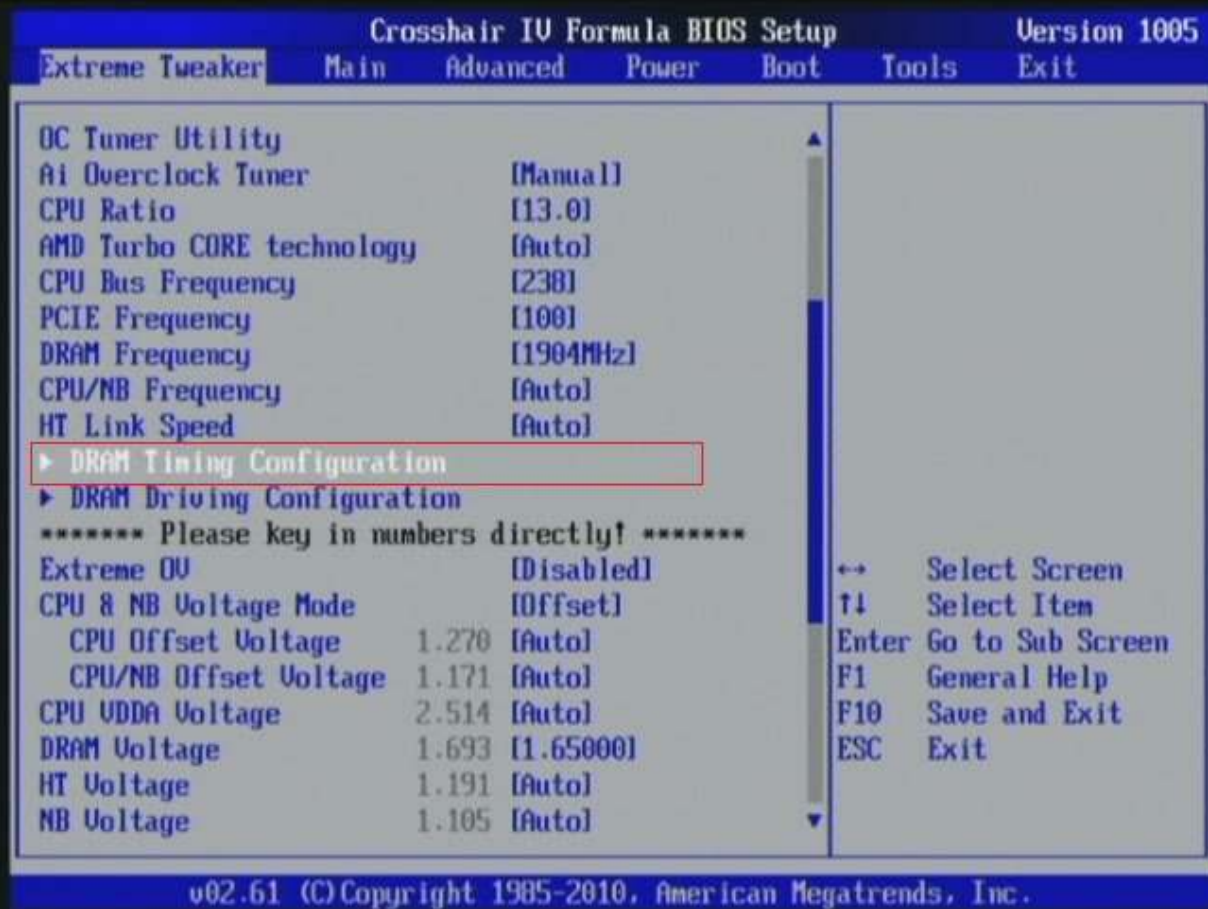 Crosshair IV Formula BIOS Setup Version 1005
Extreme Tweaker Main Advanced Power Boot Tools Exit
OC Tuner Utility
Ai Overclock Tuner [Manual]
CPU Ratio [13.0]
AMD Turbo CORE technology [Auto]
CPU Bus Frequency [238]
PCIE Frequency [100]
DRAM Frequency [1904MHz]
CPU/NB Frequency [Auto]
HT Link Speed [Auto]
▶ DRAM Timing Configuration
▶ DRAM Driving Configuration
******* Please key in numbers directly! *******
Extreme OV [Disabled]
CPU & NB Voltage Mode [Offset]
CPU Offset Voltage 1.270 [Auto]
CPU/NB Offset Voltage 1.171 [Auto]
CPU VDDA Voltage 2.514 [Auto]
DRAM Voltage 1.693 [1.65000]
HT Voltage 1.191 [Auto]
NB Voltage 1.105 [Auto]
↔ Select Screen
↑↓ Select Item
Enter Go to Sub Screen
F1 General Help
F10 Save and Exit
ESC Exit
v02.61 (C)Copyright 1985-2010, American Megatrends, Inc.